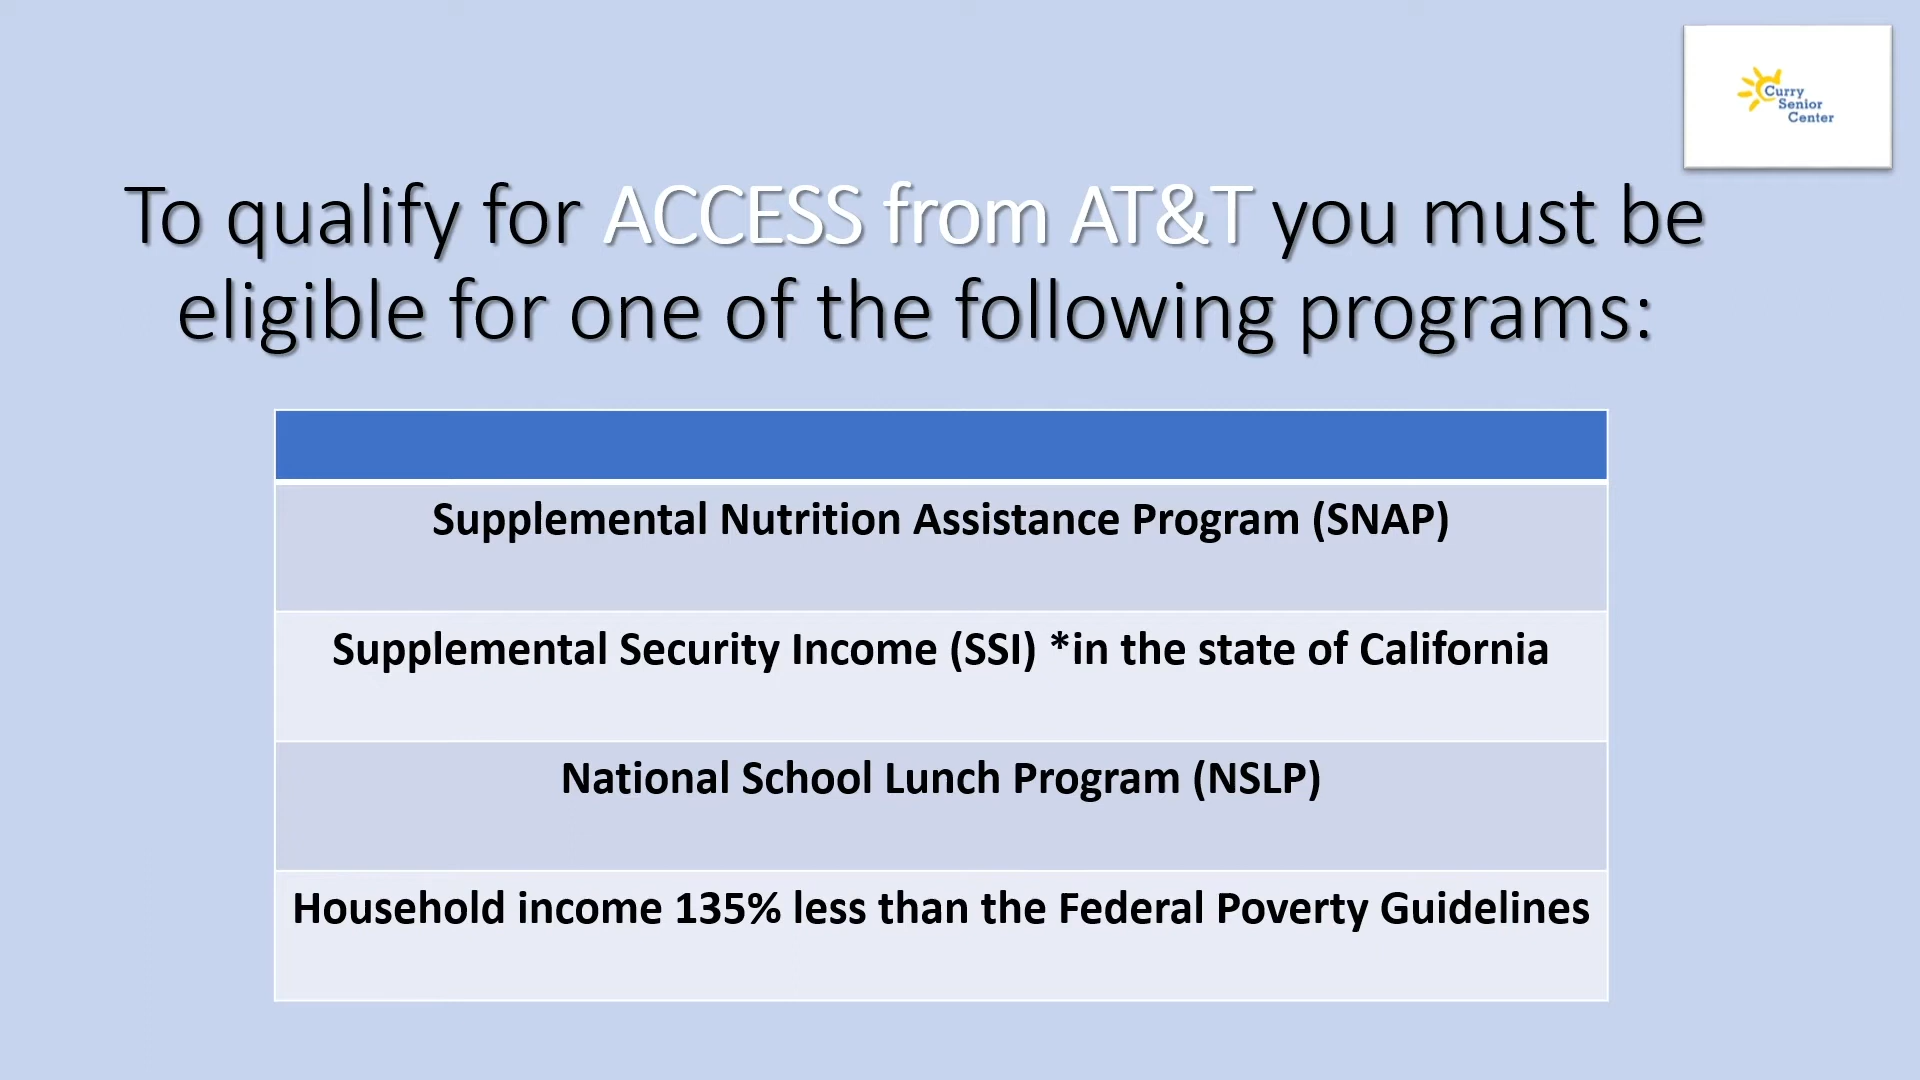 Curry
Senior
Center
To qualify for ACCESS from AT&T you must be
eligible for one of the following programs:
Supplemental Nutrition Assistance Program (SNAP)
Supplemental Security Income (SSI) *in the state of California
National School Lunch Program (NSLP)
Household income 135% less than the Federal Poverty Guidelines